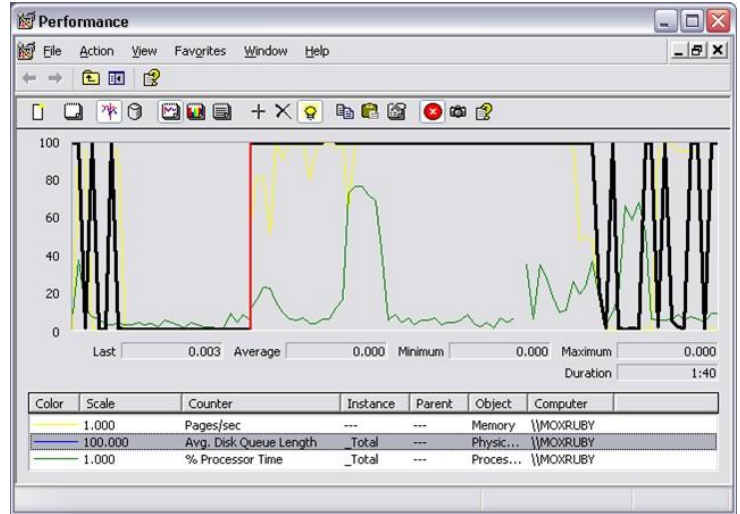 Performance
File Action View Favorites Window Help
100
80
60
40
20
0
Last 0.003 Average 0.000 Minimum 0.000 Maximum 0.000
Duration 1:40
Color Scale Counter Instance Parent Object Computer
1.000 Pages/sec --- --- Memory \\MOXRUBY
100.000 Avg. Disk Queue Length _Total --- Physic... \\MOXRUBY
1.000 % Processor Time _Total --- Proces... \\MOXRUBY